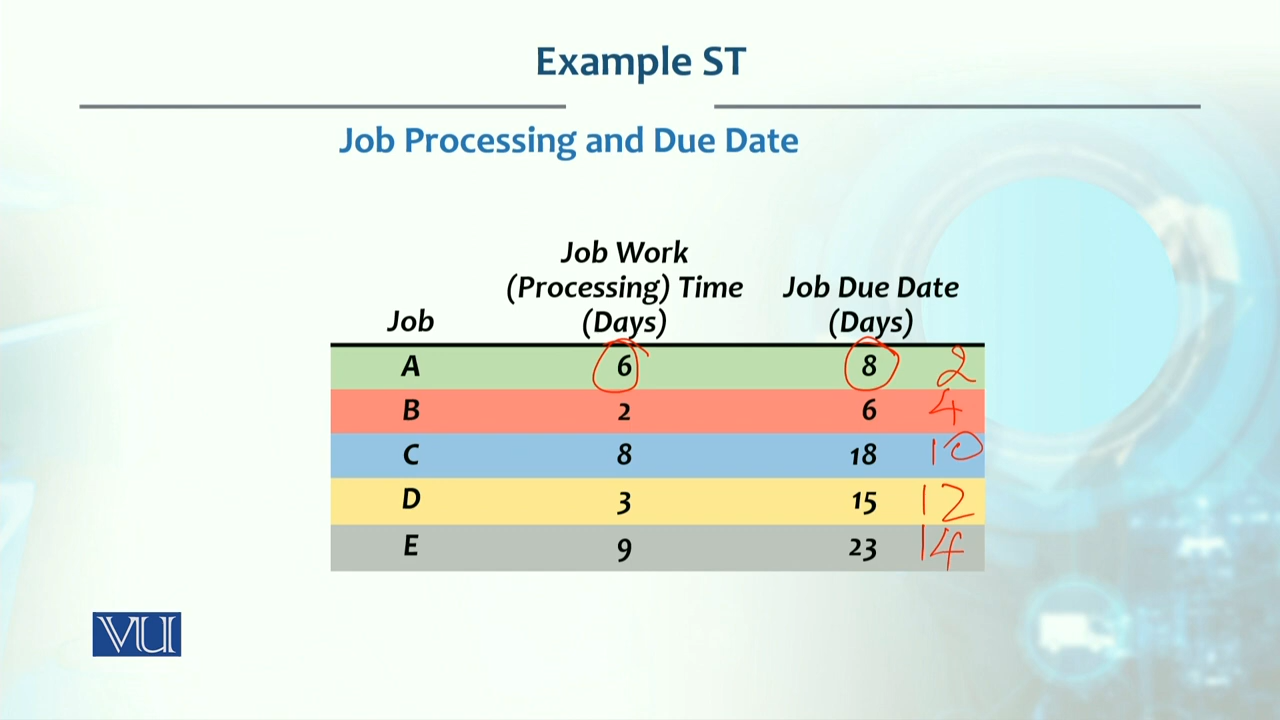 Example ST
Job Processing and Due Date
Job Work
(Processing) Time
Job Due Date
Job
(Days)
(Days)
A 6 8 2
B 2 6 4
C 8 18 10
D 3 15 12
E 9 23 14
VU